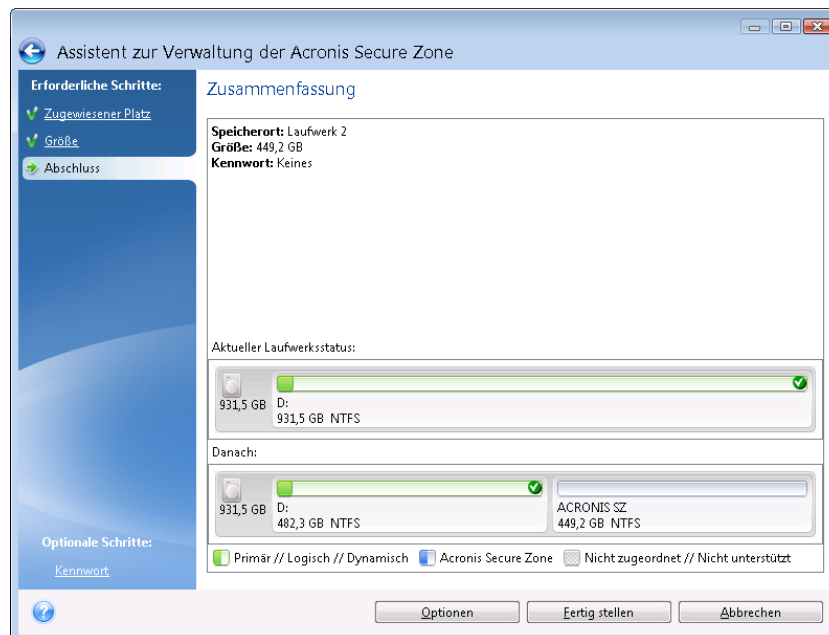 Assistent zur Verwaltung der Acronis Secure Zone
Erforderliche Schritte:
Zugewiesener Platz
Größe
Abschluss
Optionale Schritte:
Kennwort
Zusammenfassung
Speicherort: Laufwerk 2
Größe: 449,2 GB
Kennwort: Keines
Aktueller Laufwerksstatus:
931,5 GB
D:
931,5 GB NTFS
Danach:
931,5 GB
D:
482,3 GB NTFS
ACRONIS SZ
449,2 GB NTFS
Primär // Logisch // Dynamisch Acronis Secure Zone Nicht zugeordnet // Nicht unterstützt
Optionen Fertig stellen Abbrechen